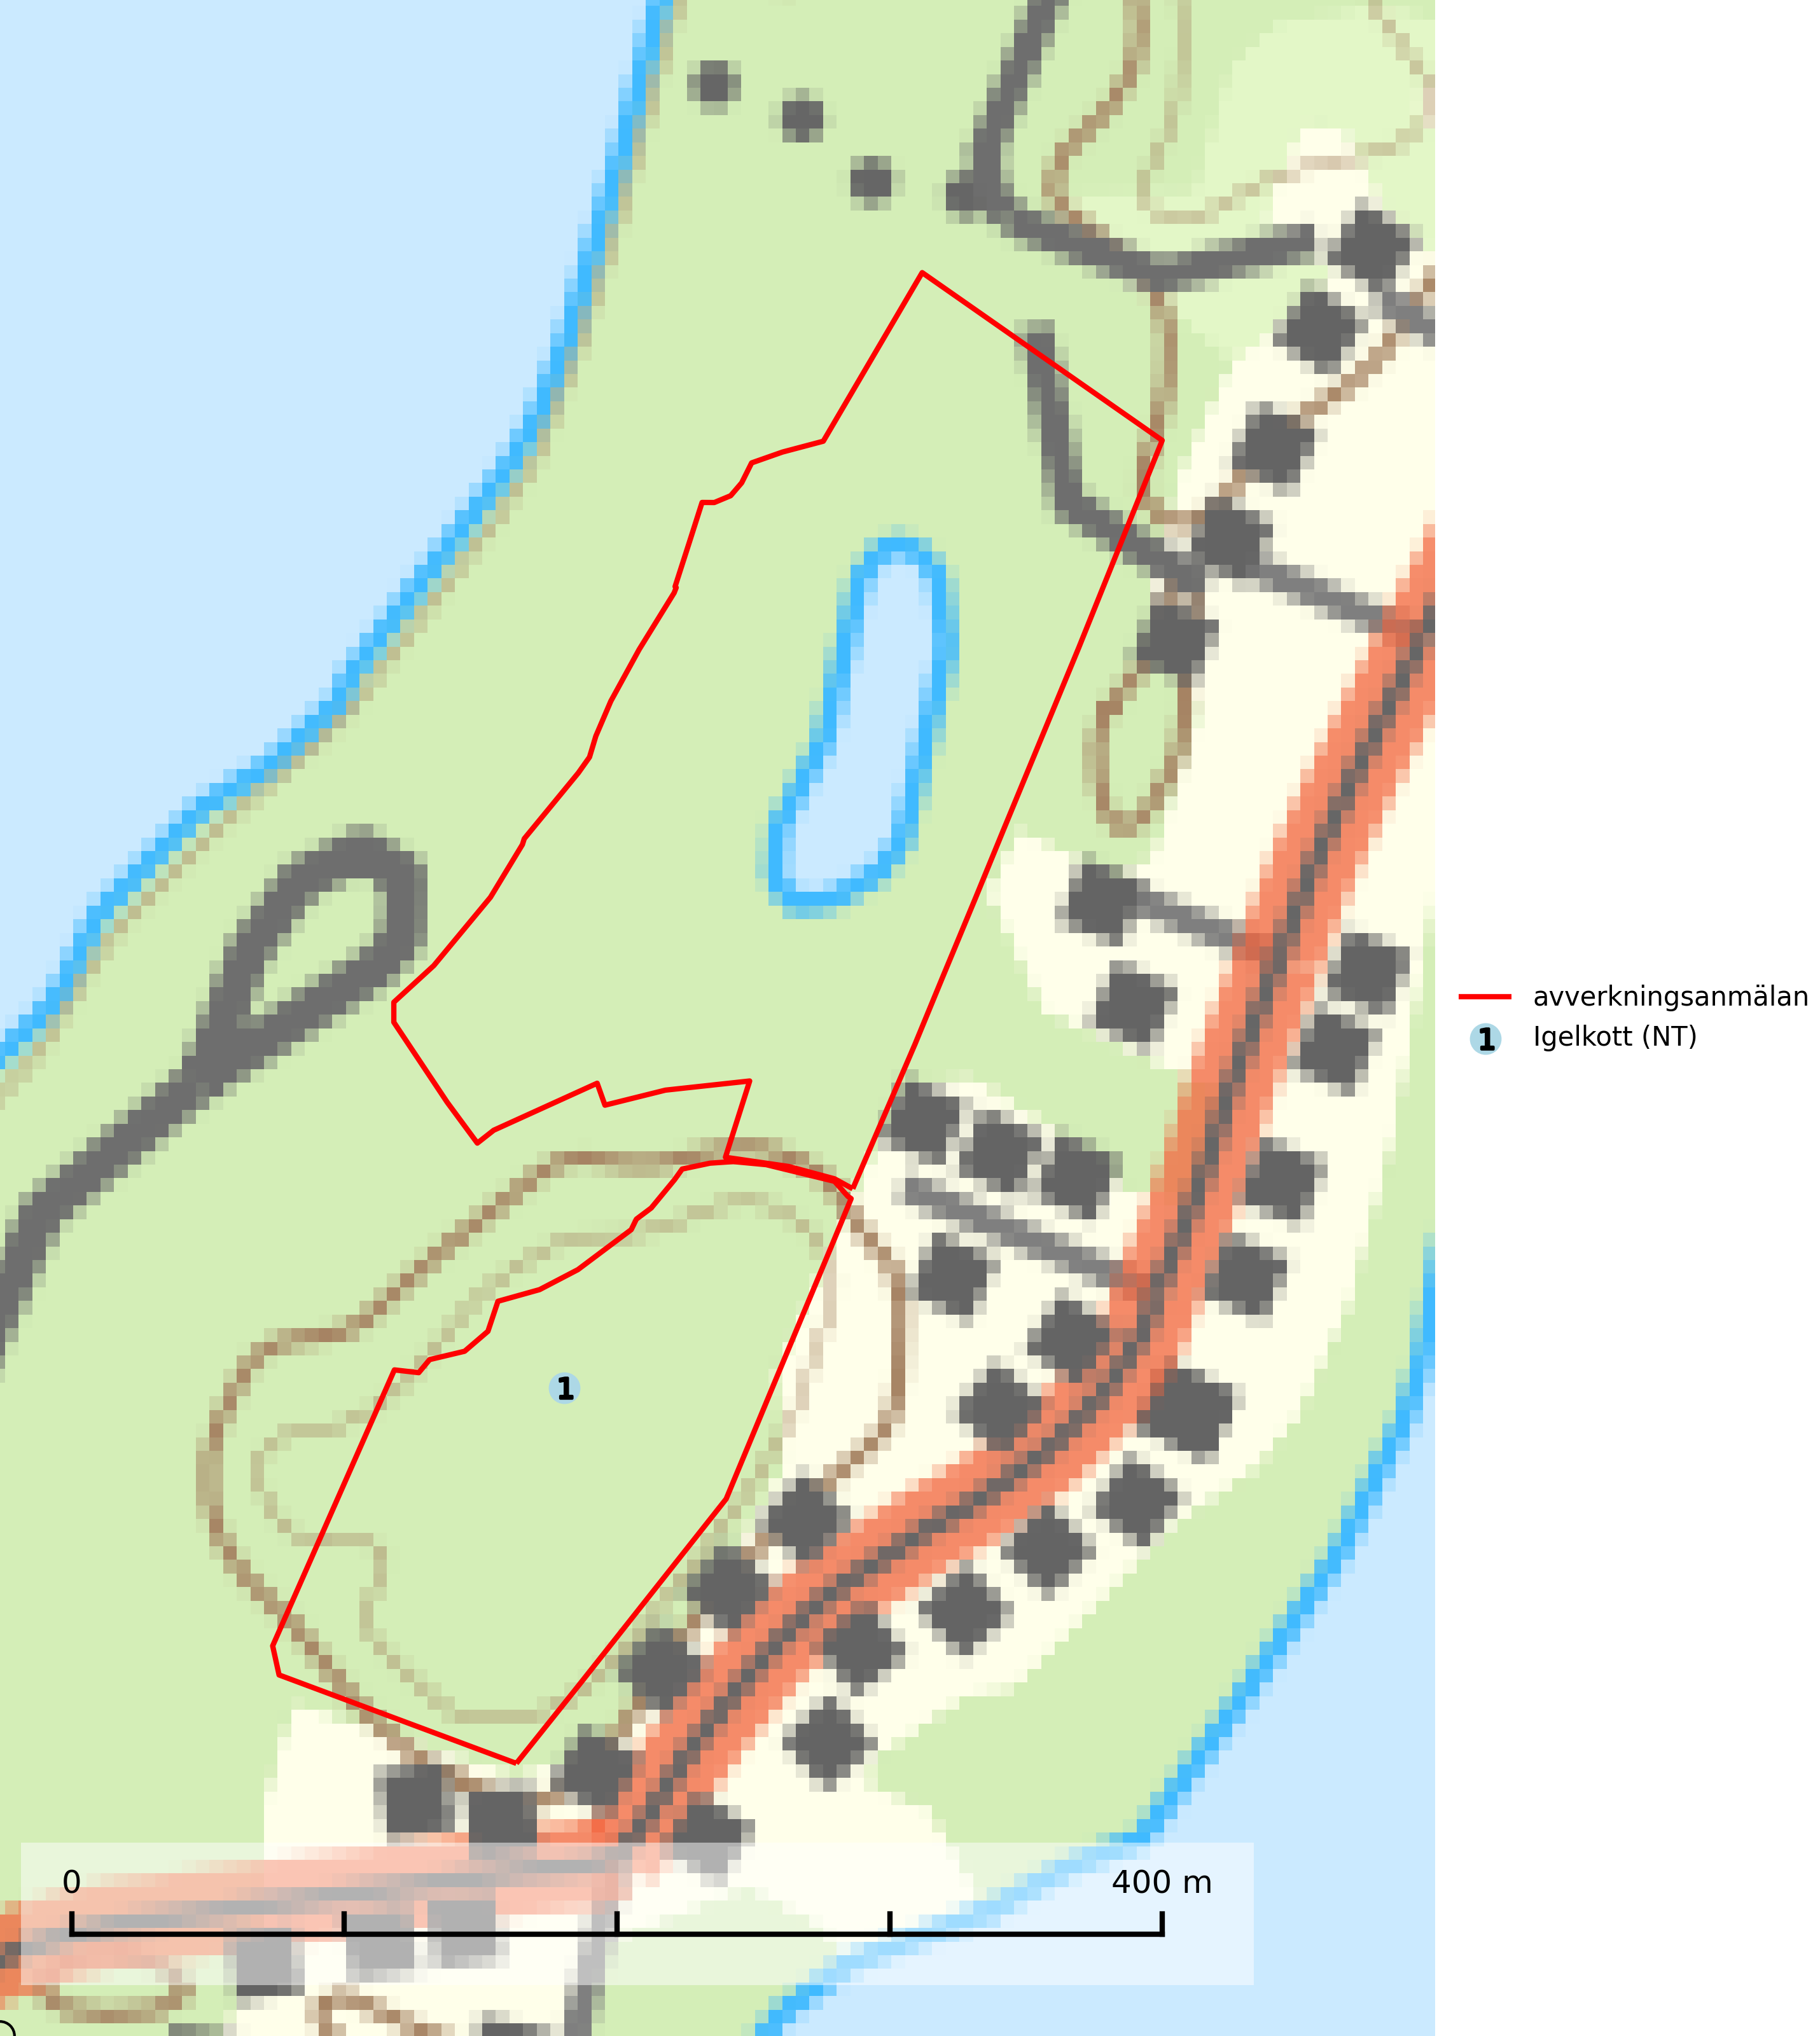 avverkningsanmälan
1 Igelkott (NT)
1
0 400 m